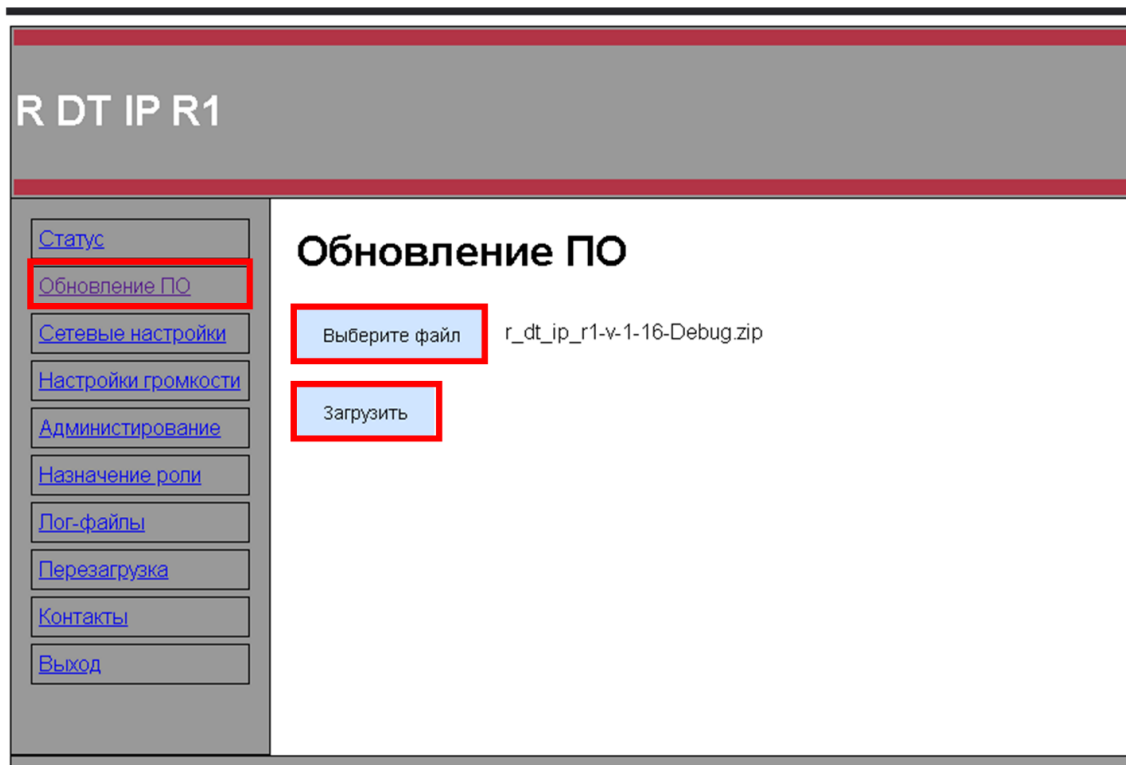 R DT IP R1
Статус
Обновление ПО
Сетевые настройки
Настройки громкости
Администирование
Назначение роли
Лог-файлы
Перезагрузка
Контакты
Выход
Обновление ПО
Выберите файл r_dt_ip_r1-v-1-16-Debug.zip
Загрузить